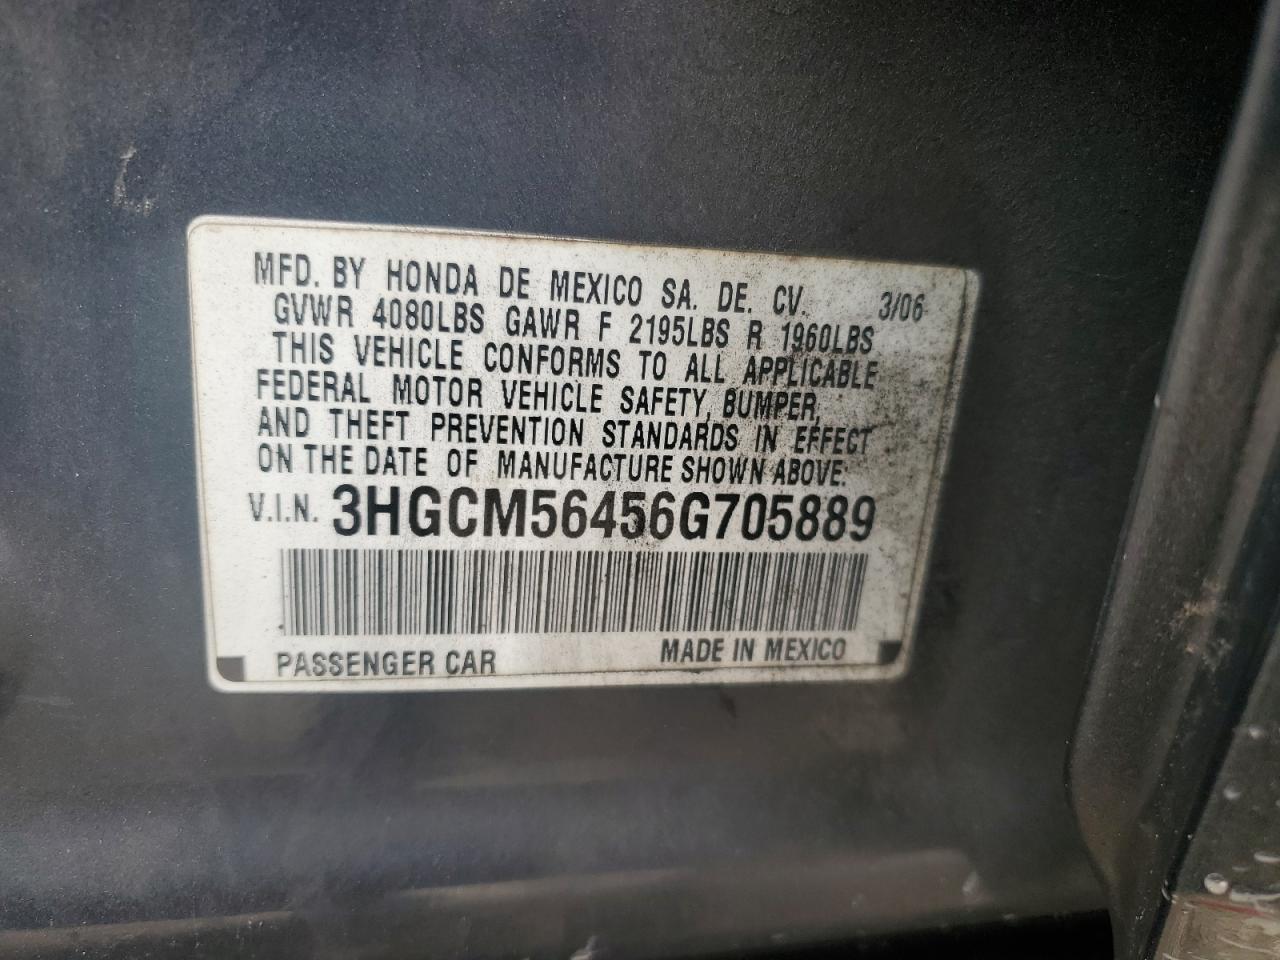 MFD. BY HONDA DE MEXICO SA. DE. CV. 3/06
GVWR 4080LBS GAWR F 2195LBS R 1960LBS
THIS VEHICLE CONFORMS TO ALL APPLICABLE
FEDERAL MOTOR VEHICLE SAFETY, BUMPER,
AND THEFT PREVENTION STANDARDS IN EFFECT
ON THE DATE OF MANUFACTURE SHOWN ABOVE.
V.I.N. 3HGCM56456G705889
PASSENGER CAR MADE IN MEXICO